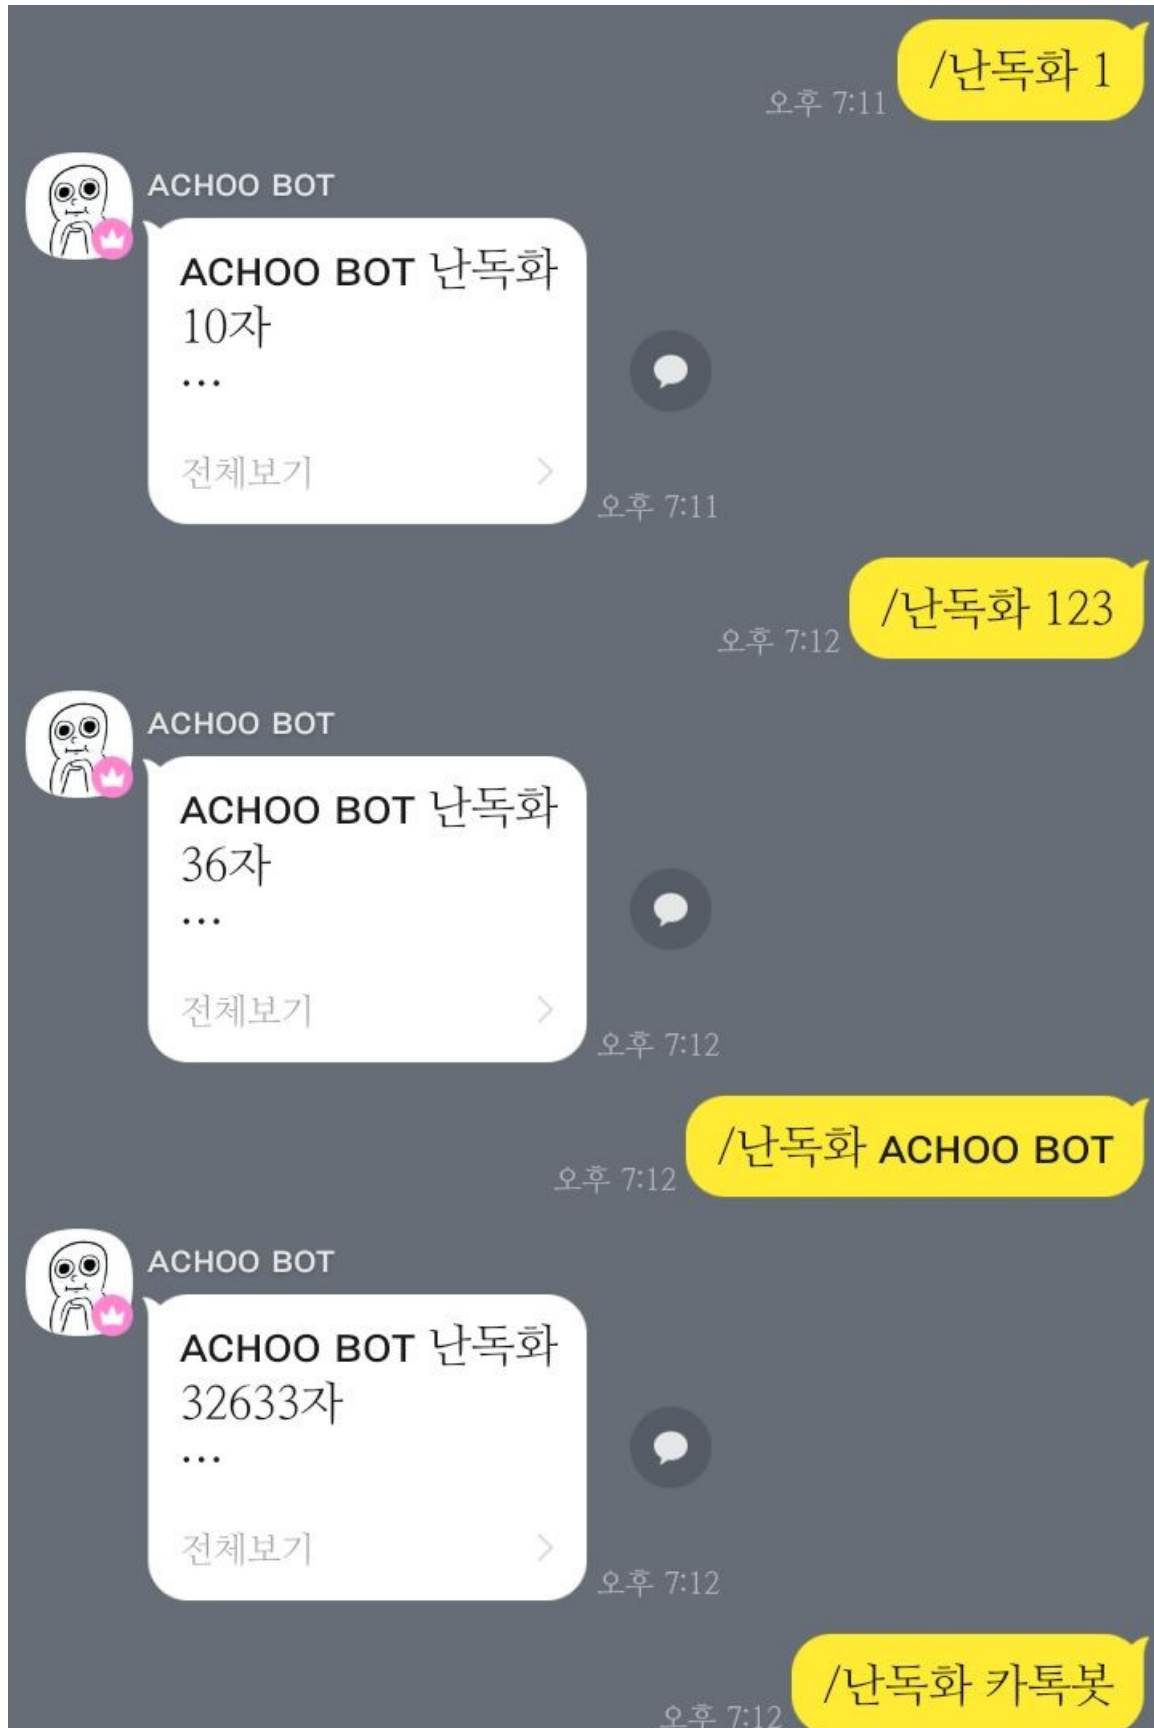 /난독화 1
오후 7:11
ACHOO BOT
ACHOO BOT 난독화
10자
...
전체보기
오후 7:11
/난독화 123
오후 7:12
ACHOO BOT
ACHOO BOT 난독화
36자
...
전체보기
오후 7:12
/난독화 ACHOO BOT
오후 7:12
ACHOO BOT
ACHOO BOT 난독화
32633자
...
전체보기
오후 7:12
/난독화 카톡봇
오후 7:12